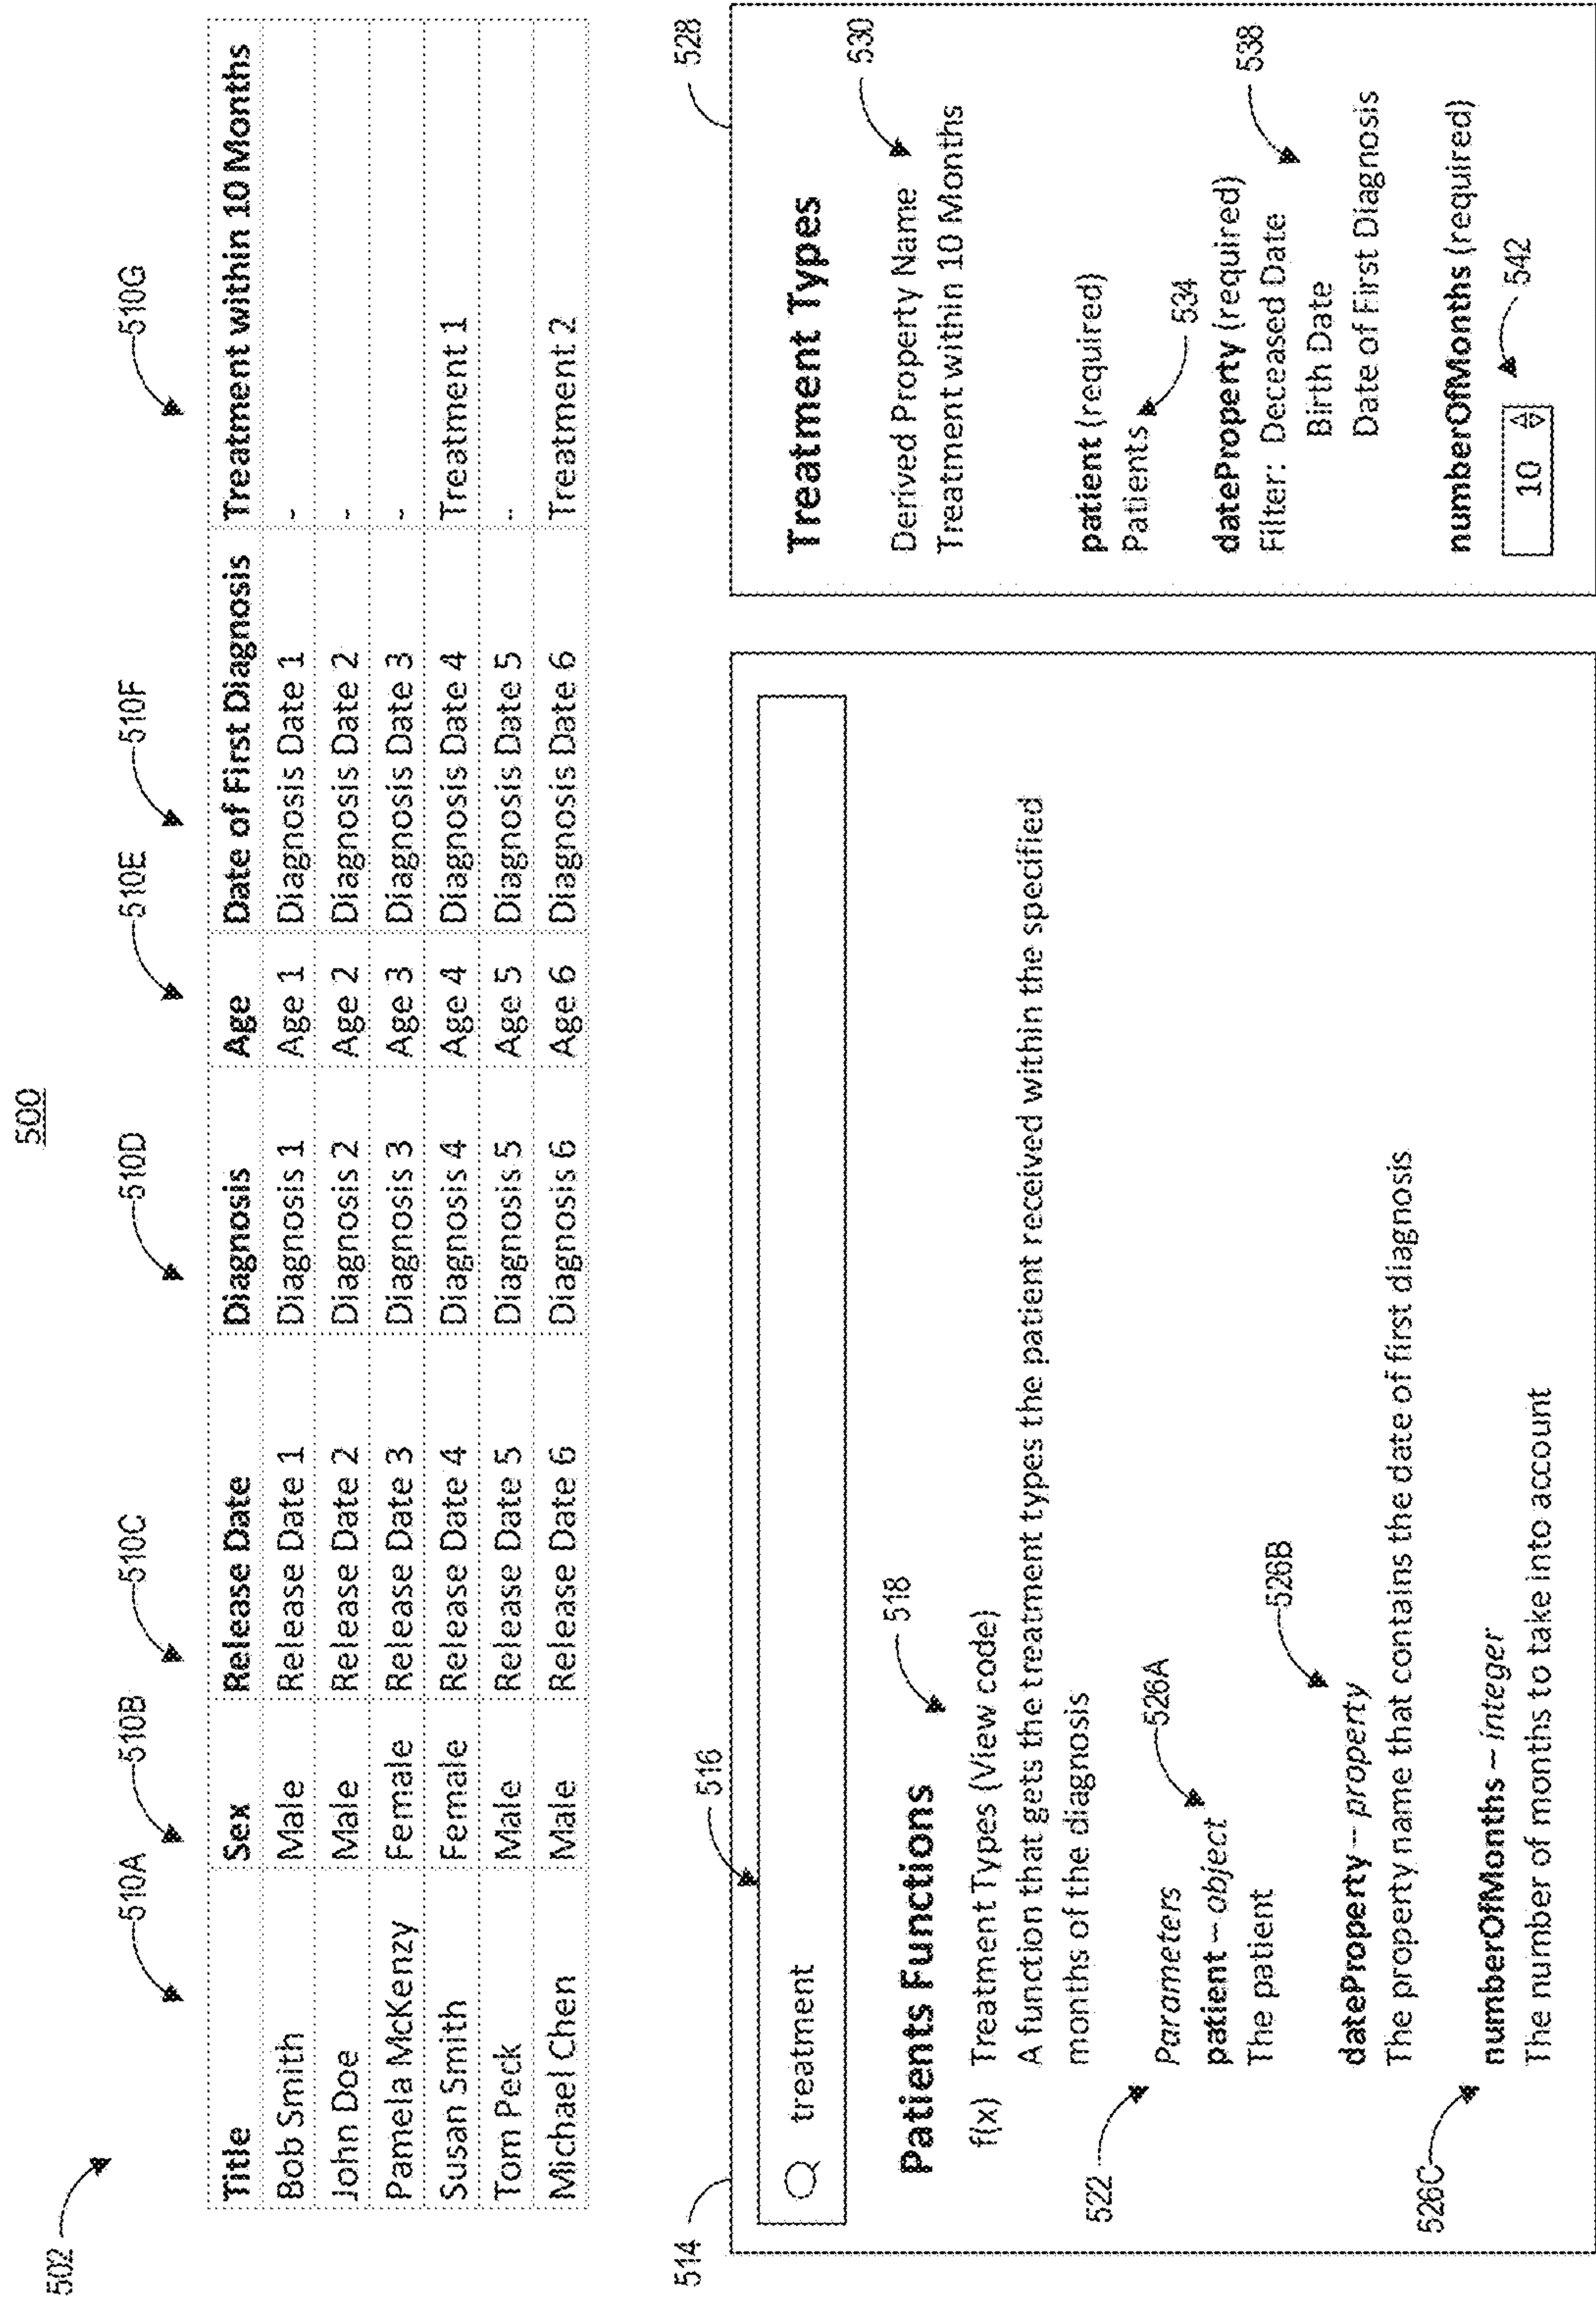 500
502
510A
510B
510C
510D
510E
510F
510G
Title Sex Release Date Diagnosis Age Date of First Diagnosis Treatment within 10 Months
Bob Smith Male Release Date 1 Diagnosis 1 Age 1 Diagnosis Date 1 -
John Doe Male Release Date 2 Diagnosis 2 Age 2 Diagnosis Date 2 -
Pamela McKenzy Female Release Date 3 Diagnosis 3 Age 3 Diagnosis Date 3 -
Susan Smith Female Release Date 4 Diagnosis 4 Age 4 Diagnosis Date 4 Treatment 1
Tom Peck Male Release Date 5 Diagnosis 5 Age 5 Diagnosis Date 5 -
Michael Chen Male Release Date 6 Diagnosis 6 Age 6 Diagnosis Date 6 Treatment 2
514
516
treatment
Patients Functions
518
f(x) Treatment Types (View code)
A function that gets the treatment types the patient received within the specified
months of the diagnosis
522
Parameters
526A
patient -- object
The patient
526B
dateProperty -- property
The property name that contains the date of first diagnosis
526C
numberOfMonths -- integer
The number of months to take into account
528
Treatment Types
530
Derived Property Name
Treatment within 10 Months
patient (required)
Patients
534
dateProperty (required)
538
Filter: Deceased Date
Birth Date
Date of First Diagnosis
numberOfMonths (required)
10
542